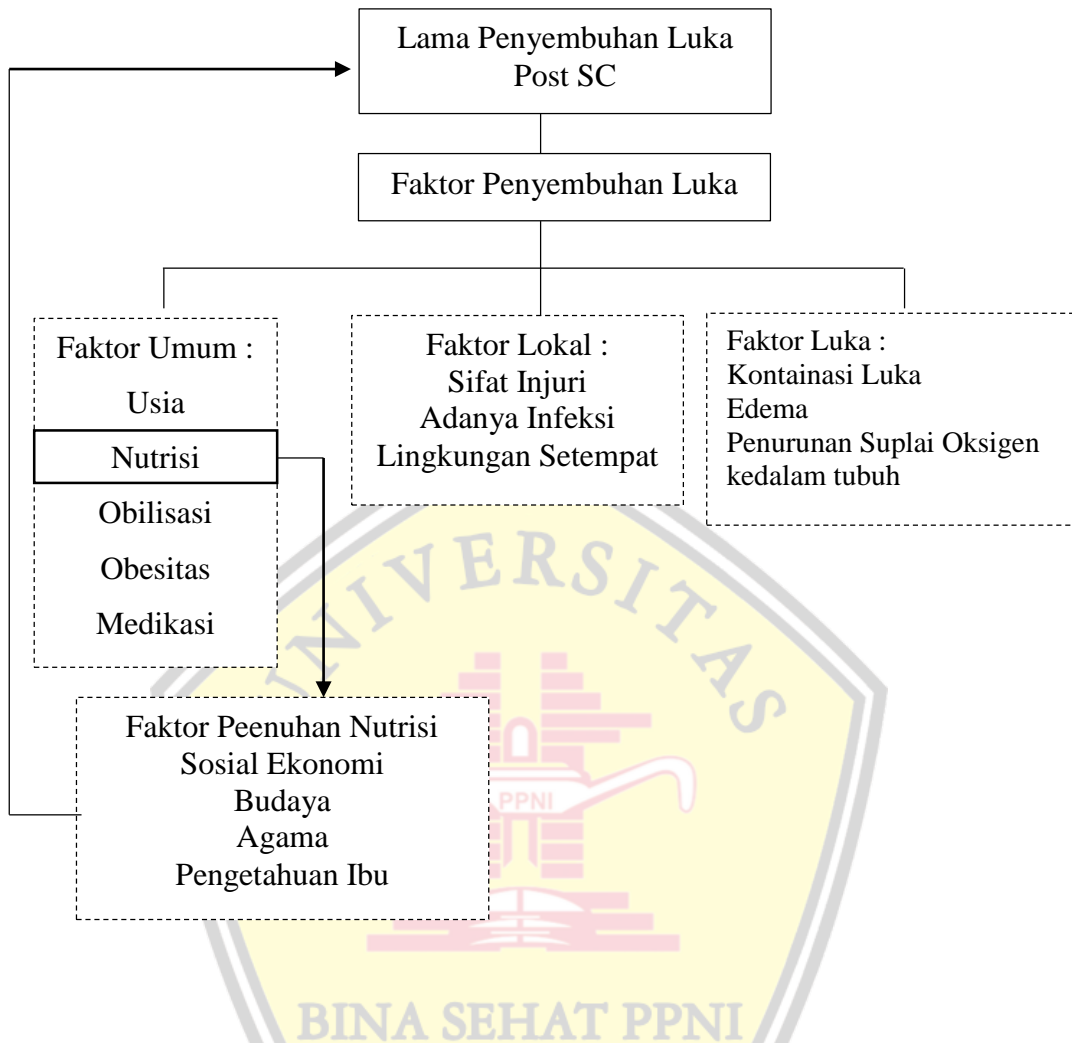 Lama Penyembuhan Luka
Post SC
Faktor Penyembuhan Luka
Faktor Umum :
Usia
Nutrisi
Obilisasi
Obesitas
Medikasi
Faktor Lokal :
Sifat Injuri
Adanya Infeksi
Lingkungan Setempat
Faktor Luka :
Kontainasi Luka
Edema
Penurunan Suplai Oksigen
kedalam tubuh
Faktor Peenuhan Nutrisi
Sosial Ekonomi
Budaya
Agama
Pengetahuan Ibu
UNIVERSITAS
PPNI
BINA SEHAT PPNI